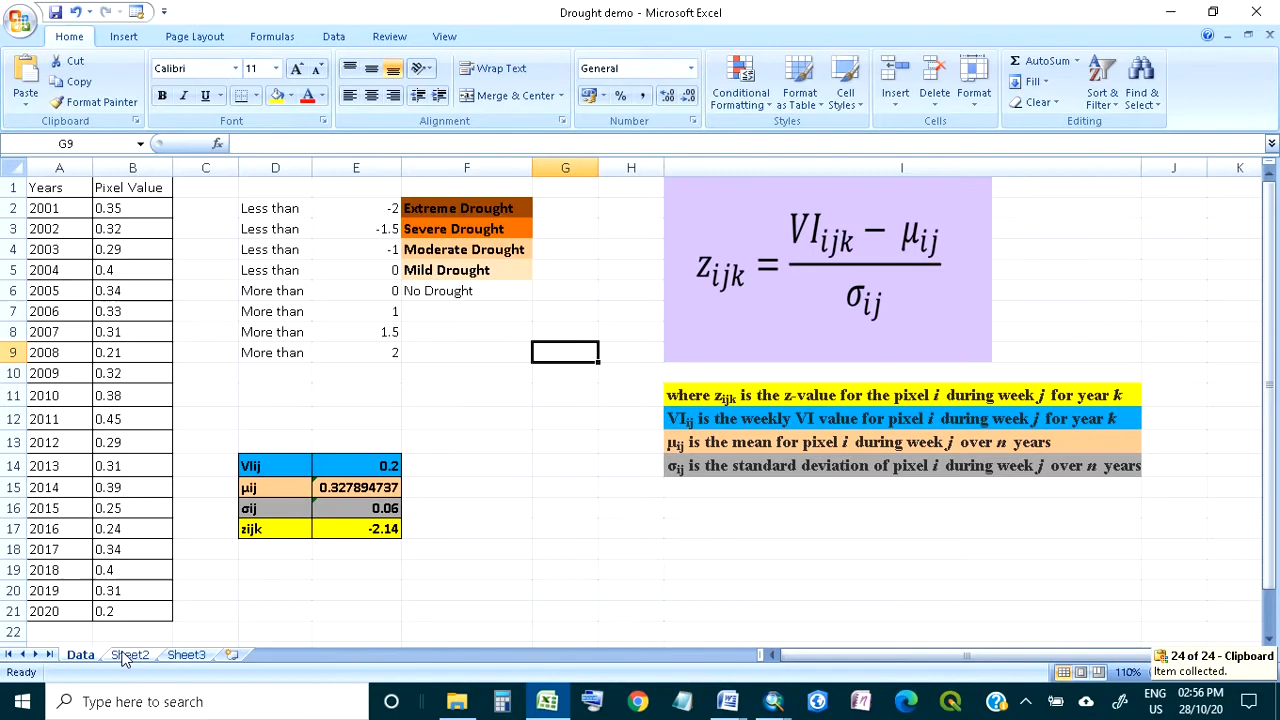 Drought demo - Microsoft Excel
Home Insert Page Layout Formulas Data Review View
Paste Cut Copy Format Painter Clipboard
Calibri 11 B I U A A A Font
Wrap Text Merge & Center Alignment
General % , Number
Conditional Formatting Format as Table Cell Styles Styles
Insert Delete Format Cells
Σ AutoSum Fill Clear Sort & Filter Find & Select Editing
G9 fx
A B C D E F G H I J K
1 Years Pixel Value
2 2001 0.35 Less than -2 Extreme Drought
3 2002 0.32 Less than -1.5 Severe Drought
4 2003 0.29 Less than -1 Moderate Drought
5 2004 0.4 Less than 0 Mild Drought
6 2005 0.34 More than 0 No Drought
7 2006 0.33 More than 1
8 2007 0.31 More than 1.5
9 2008 0.21 More than 2
10 2009 0.32
11 2010 0.38
12 2011 0.45
13 2012 0.29
14 2013 0.31 VIij 0.2
15 2014 0.39 μij 0.327894737
16 2015 0.25 σij 0.06
17 2016 0.24 zijk -2.14
18 2017 0.34
19 2018 0.4
20 2019 0.31
21 2020 0.2
22
z_ijk = (VI_ijk − μ_ij) / σ_ij
where zijk is the z-value for the pixel i during week j for year k
VIij is the weekly VI value for pixel i during week j for year k
μij is the mean for pixel i during week j over n years
σij is the standard deviation of pixel i during week j over n years
Data Sheet2 Sheet3
Ready 110%
24 of 24 - Clipboard
Item collected.
Type here to search
ENG
IN
02:56 PM
28/10/20